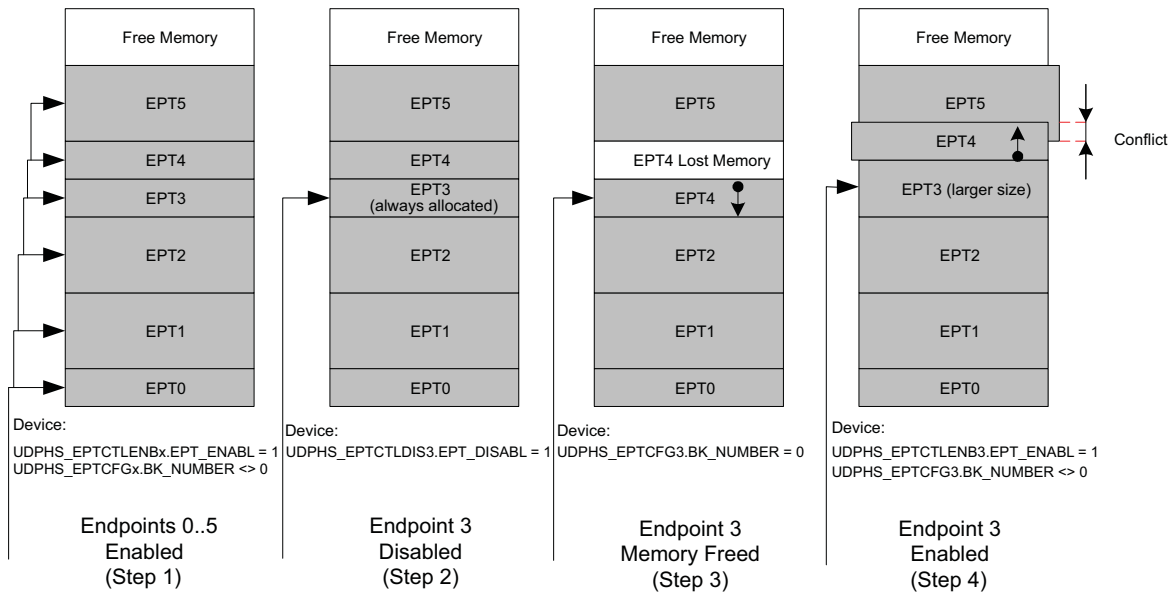 Free Memory
EPT5
EPT4
EPT3
EPT2
EPT1
EPT0
Device:
UDPHS_EPTCTLENBx.EPT_ENABL = 1
UDPHS_EPTCFGx.BK_NUMBER <> 0
Endpoints 0..5
Enabled
(Step 1)
Free Memory
EPT5
EPT4
EPT3
(always allocated)
EPT2
EPT1
EPT0
Device:
UDPHS_EPTCTLDIS3.EPT_DISABL = 1
Endpoint 3
Disabled
(Step 2)
Free Memory
EPT5
EPT4 Lost Memory
EPT4
EPT2
EPT1
EPT0
Device:
UDPHS_EPTCFG3.BK_NUMBER = 0
Endpoint 3
Memory Freed
(Step 3)
Free Memory
EPT5
EPT4
Conflict
EPT3 (larger size)
EPT2
EPT1
EPT0
Device:
UDPHS_EPTCTLENB3.EPT_ENABL = 1
UDPHS_EPTCFG3.BK_NUMBER <> 0
Endpoint 3
Enabled
(Step 4)